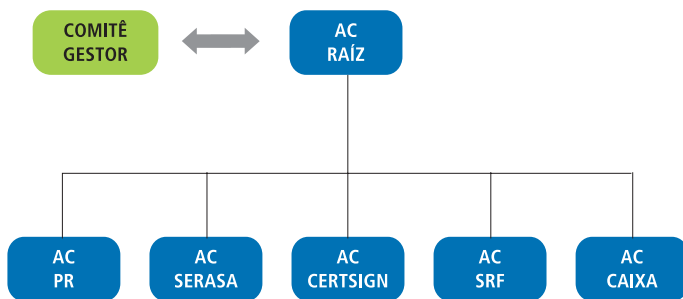 COMITÊ
GESTOR
AC
RAÍZ
AC
PR
AC
SERASA
AC
CERTSIGN
AC
SRF
AC
CAIXA